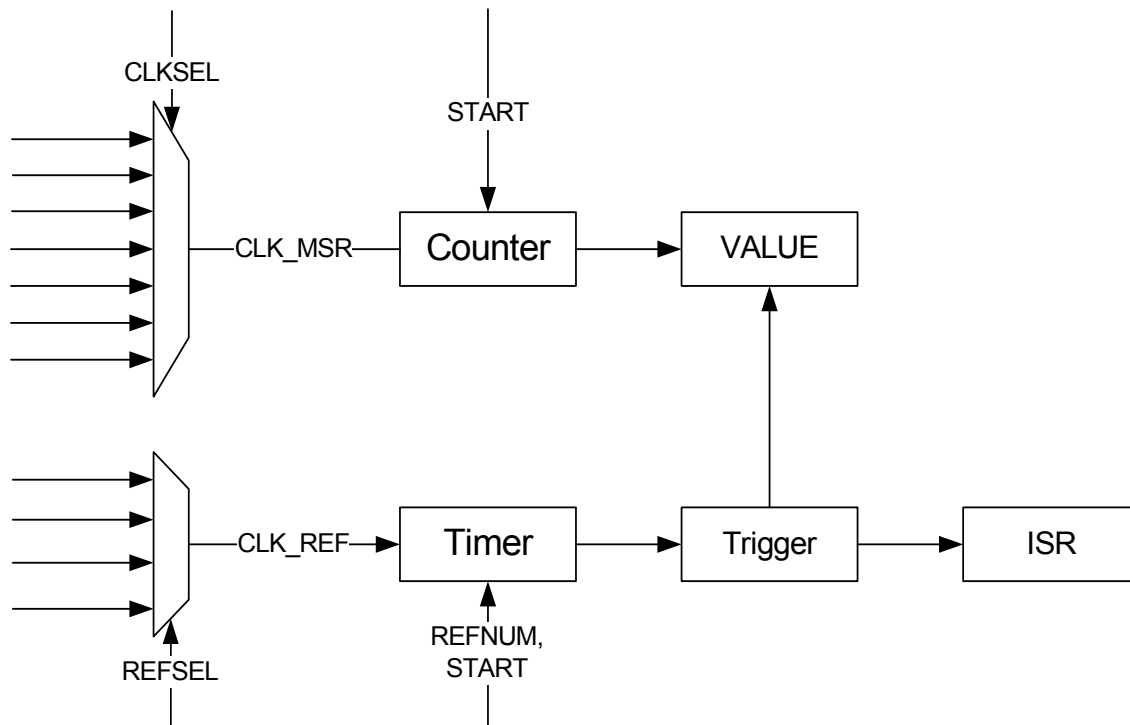 CLKSEL
START
CLK_MSR
Counter
VALUE
CLK_REF
Timer
Trigger
ISR
REFNUM,
START
REFSEL